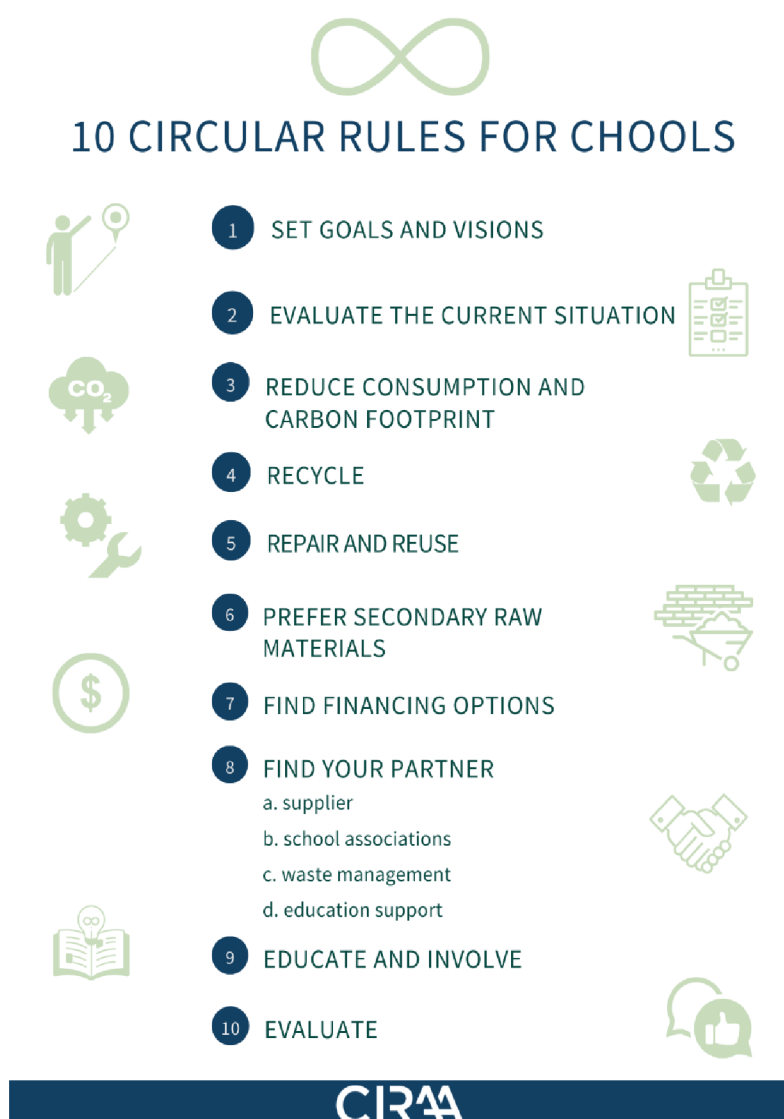 10 CIRCULAR RULES FOR CHOOLS
1 SET GOALS AND VISIONS
2 EVALUATE THE CURRENT SITUATION
3 REDUCE CONSUMPTION AND
CARBON FOOTPRINT
CO₂
4 RECYCLE
5 REPAIR AND REUSE
6 PREFER SECONDARY RAW
MATERIALS
$
7 FIND FINANCING OPTIONS
8 FIND YOUR PARTNER
a. supplier
b. school associations
c. waste management
d. education support
9 EDUCATE AND INVOLVE
10 EVALUATE
CIRAA